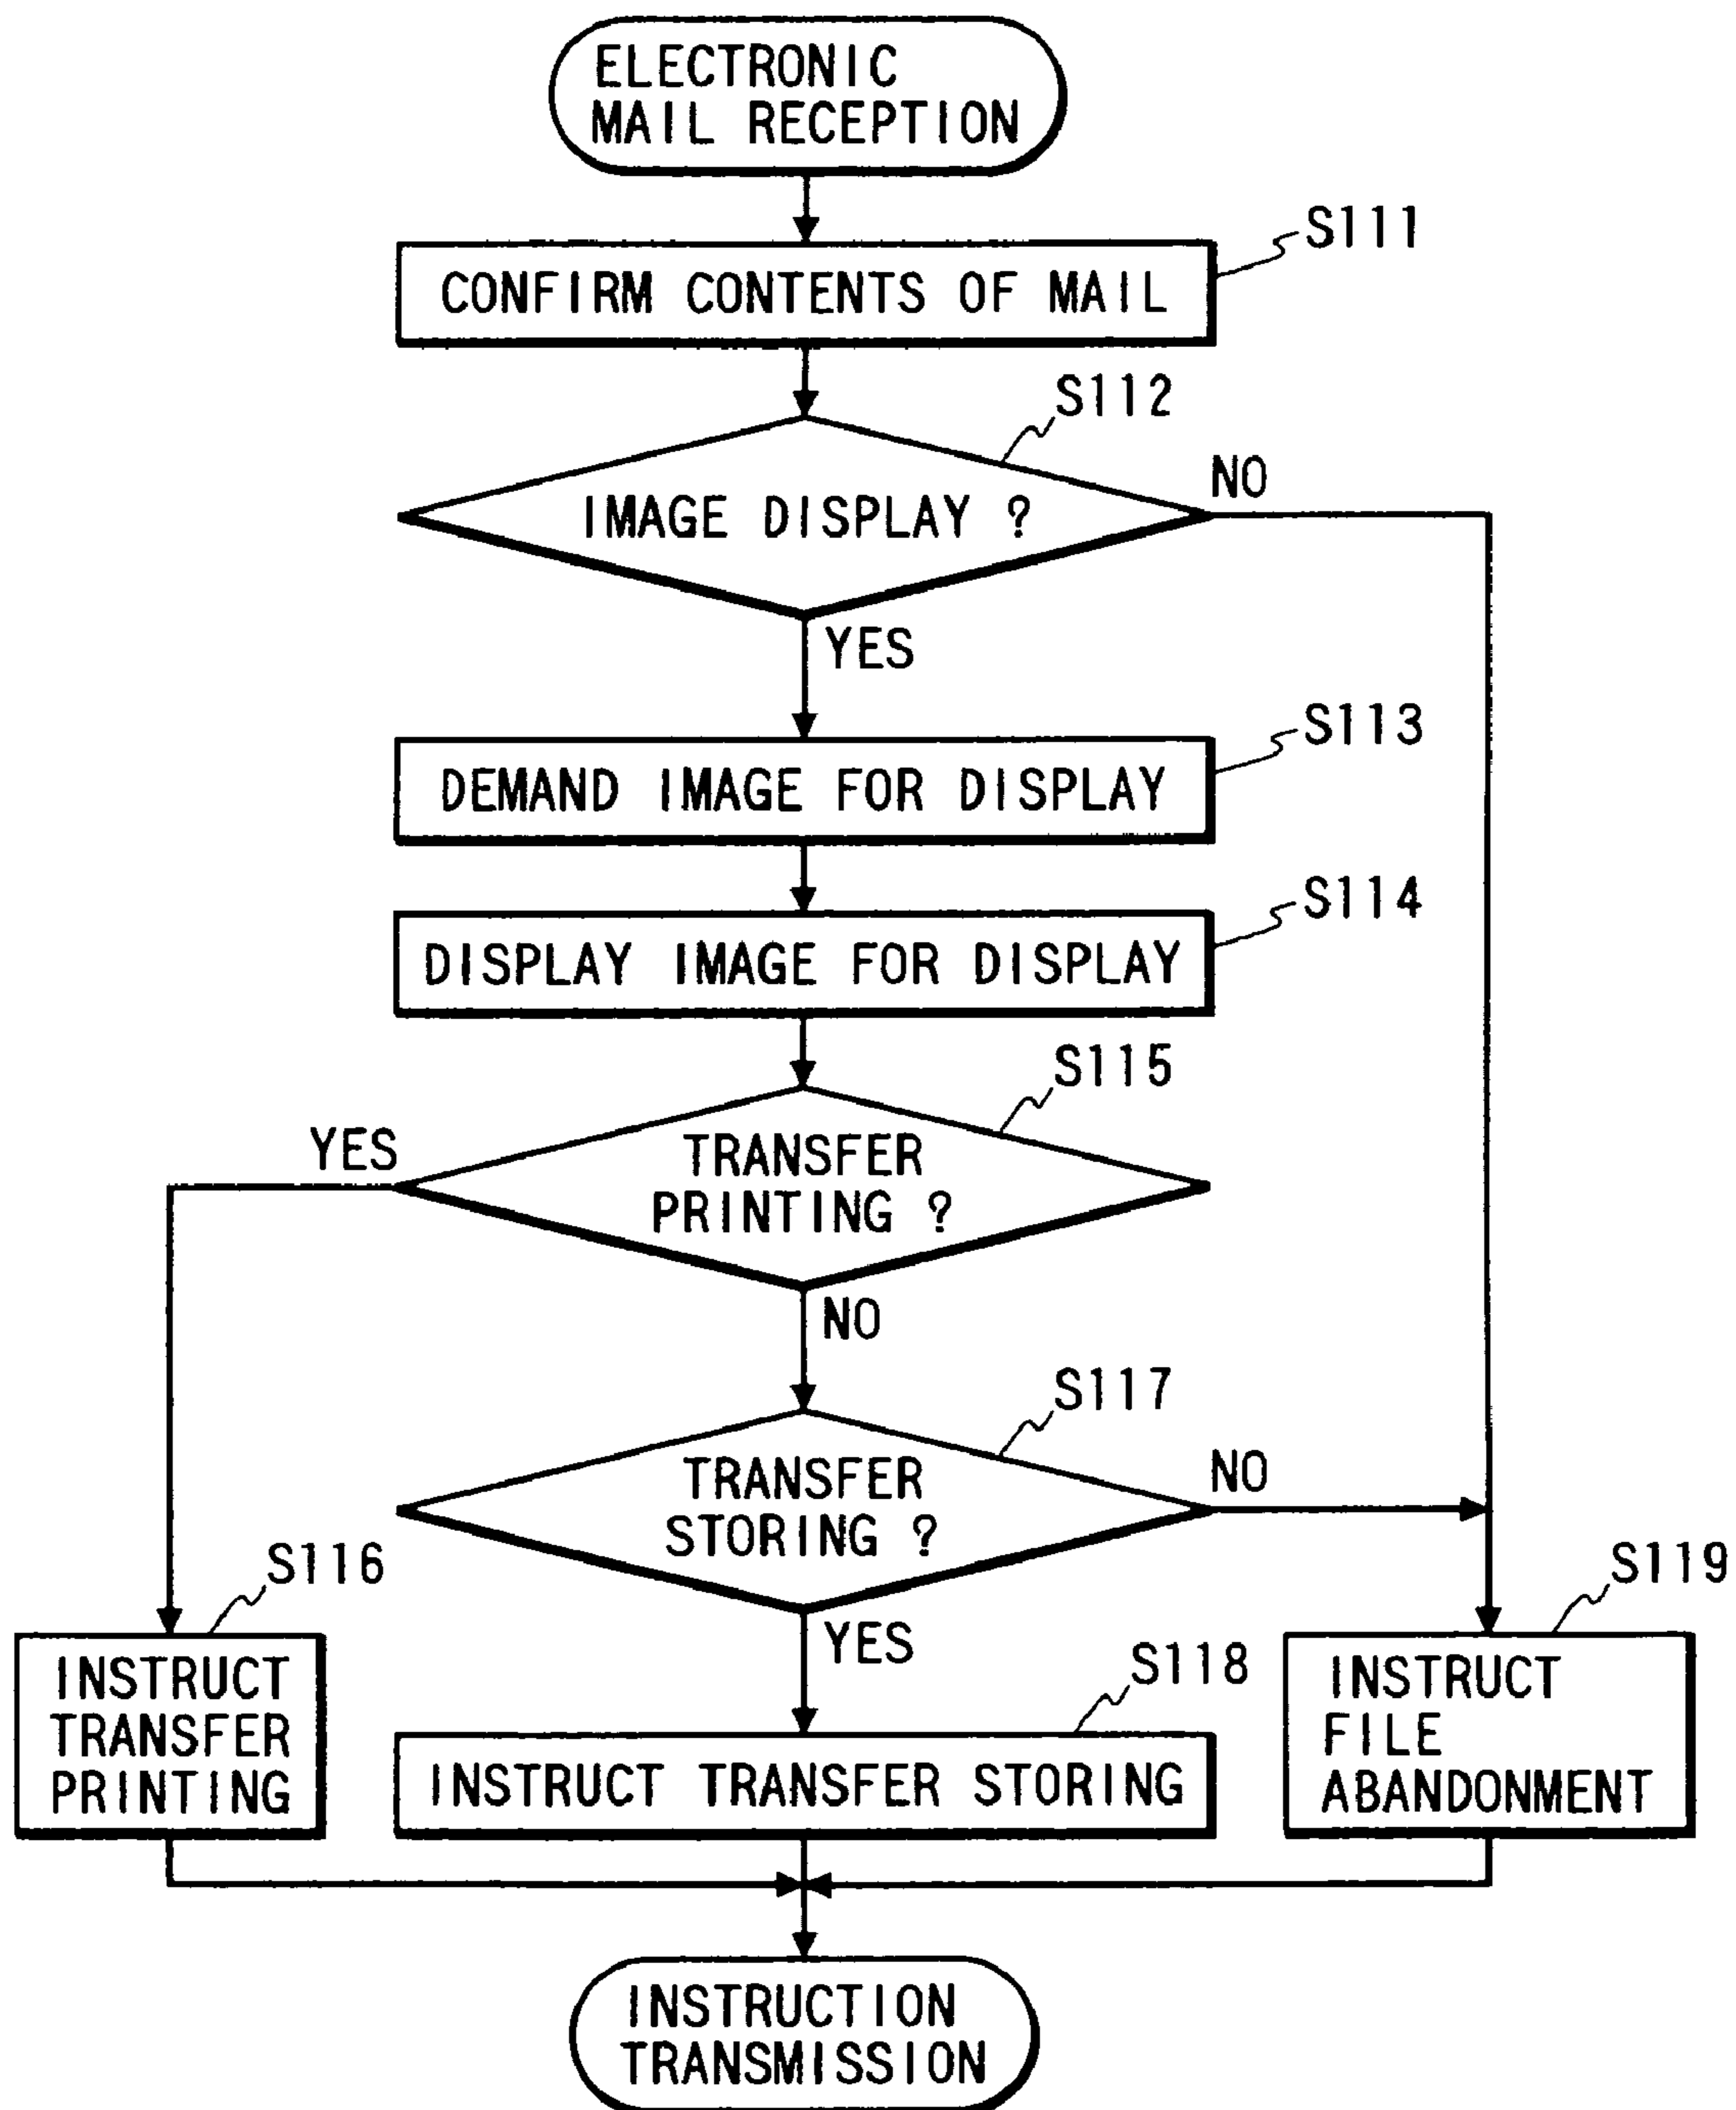 ELECTRONIC
MAIL RECEPTION
S111
CONFIRM CONTENTS OF MAIL
S112
IMAGE DISPLAY ?
NO
YES
S113
DEMAND IMAGE FOR DISPLAY
S114
DISPLAY IMAGE FOR DISPLAY
S115
YES
TRANSFER
PRINTING ?
NO
S117
TRANSFER
STORING ?
NO
YES
S116
INSTRUCT
TRANSFER
PRINTING
S118
INSTRUCT TRANSFER STORING
S119
INSTRUCT
FILE
ABANDONMENT
INSTRUCTION
TRANSMISSION